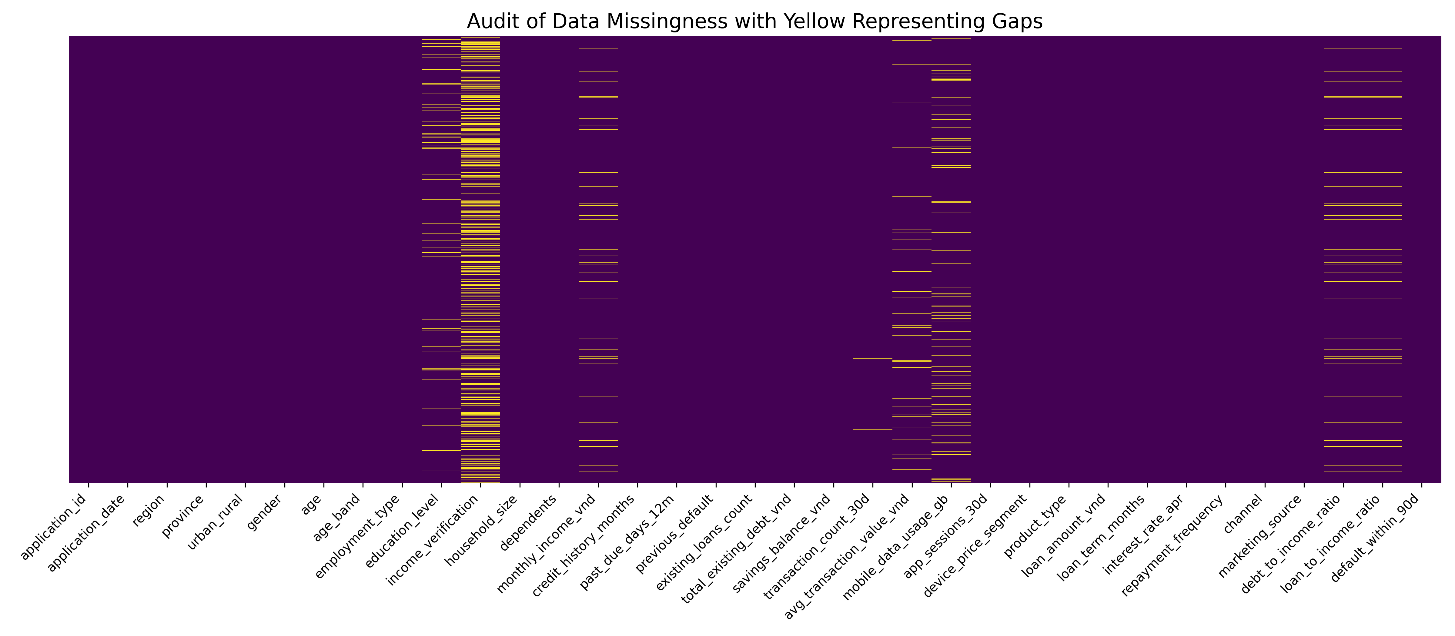 Audit of Data Missingness with Yellow Representing Gaps
application_id
application_date
region
province
urban_rural
gender
age
age_band
employment_type
education_level
income_verification
household_size
dependents
monthly_income_vnd
credit_history_months
past_due_days_12m
previous_default
existing_loans_count
total_existing_debt_vnd
savings_balance_vnd
transaction_count_30d
avg_transaction_value_vnd
mobile_data_usage_gb
app_sessions_30d
device_price_segment
product_type
loan_amount_vnd
loan_term_months
interest_rate_apr
repayment_frequency
channel
marketing_source
debt_to_income_ratio
loan_to_income_ratio
default_within_90d